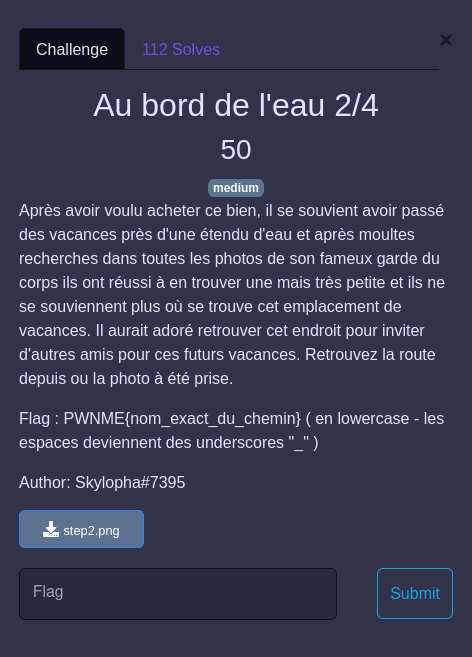 Challenge
112 Solves
×
Au bord de l'eau 2/4
50
medium
Après avoir voulu acheter ce bien, il se souvient avoir passé
des vacances près d'une étendu d'eau et après moultes
recherches dans toutes les photos de son fameux garde du
corps ils ont réussi à en trouver une mais très petite et ils ne
se souviennent plus où se trouve cet emplacement de
vacances. Il aurait adoré retrouver cet endroit pour inviter
d'autres amis pour ces futurs vacances. Retrouvez la route
depuis ou la photo à été prise.
Flag : PWNME{nom_exact_du_chemin} ( en lowercase - les
espaces deviennent des underscores "_" )
Author: Skylopha#7395
step2.png
Flag
Submit